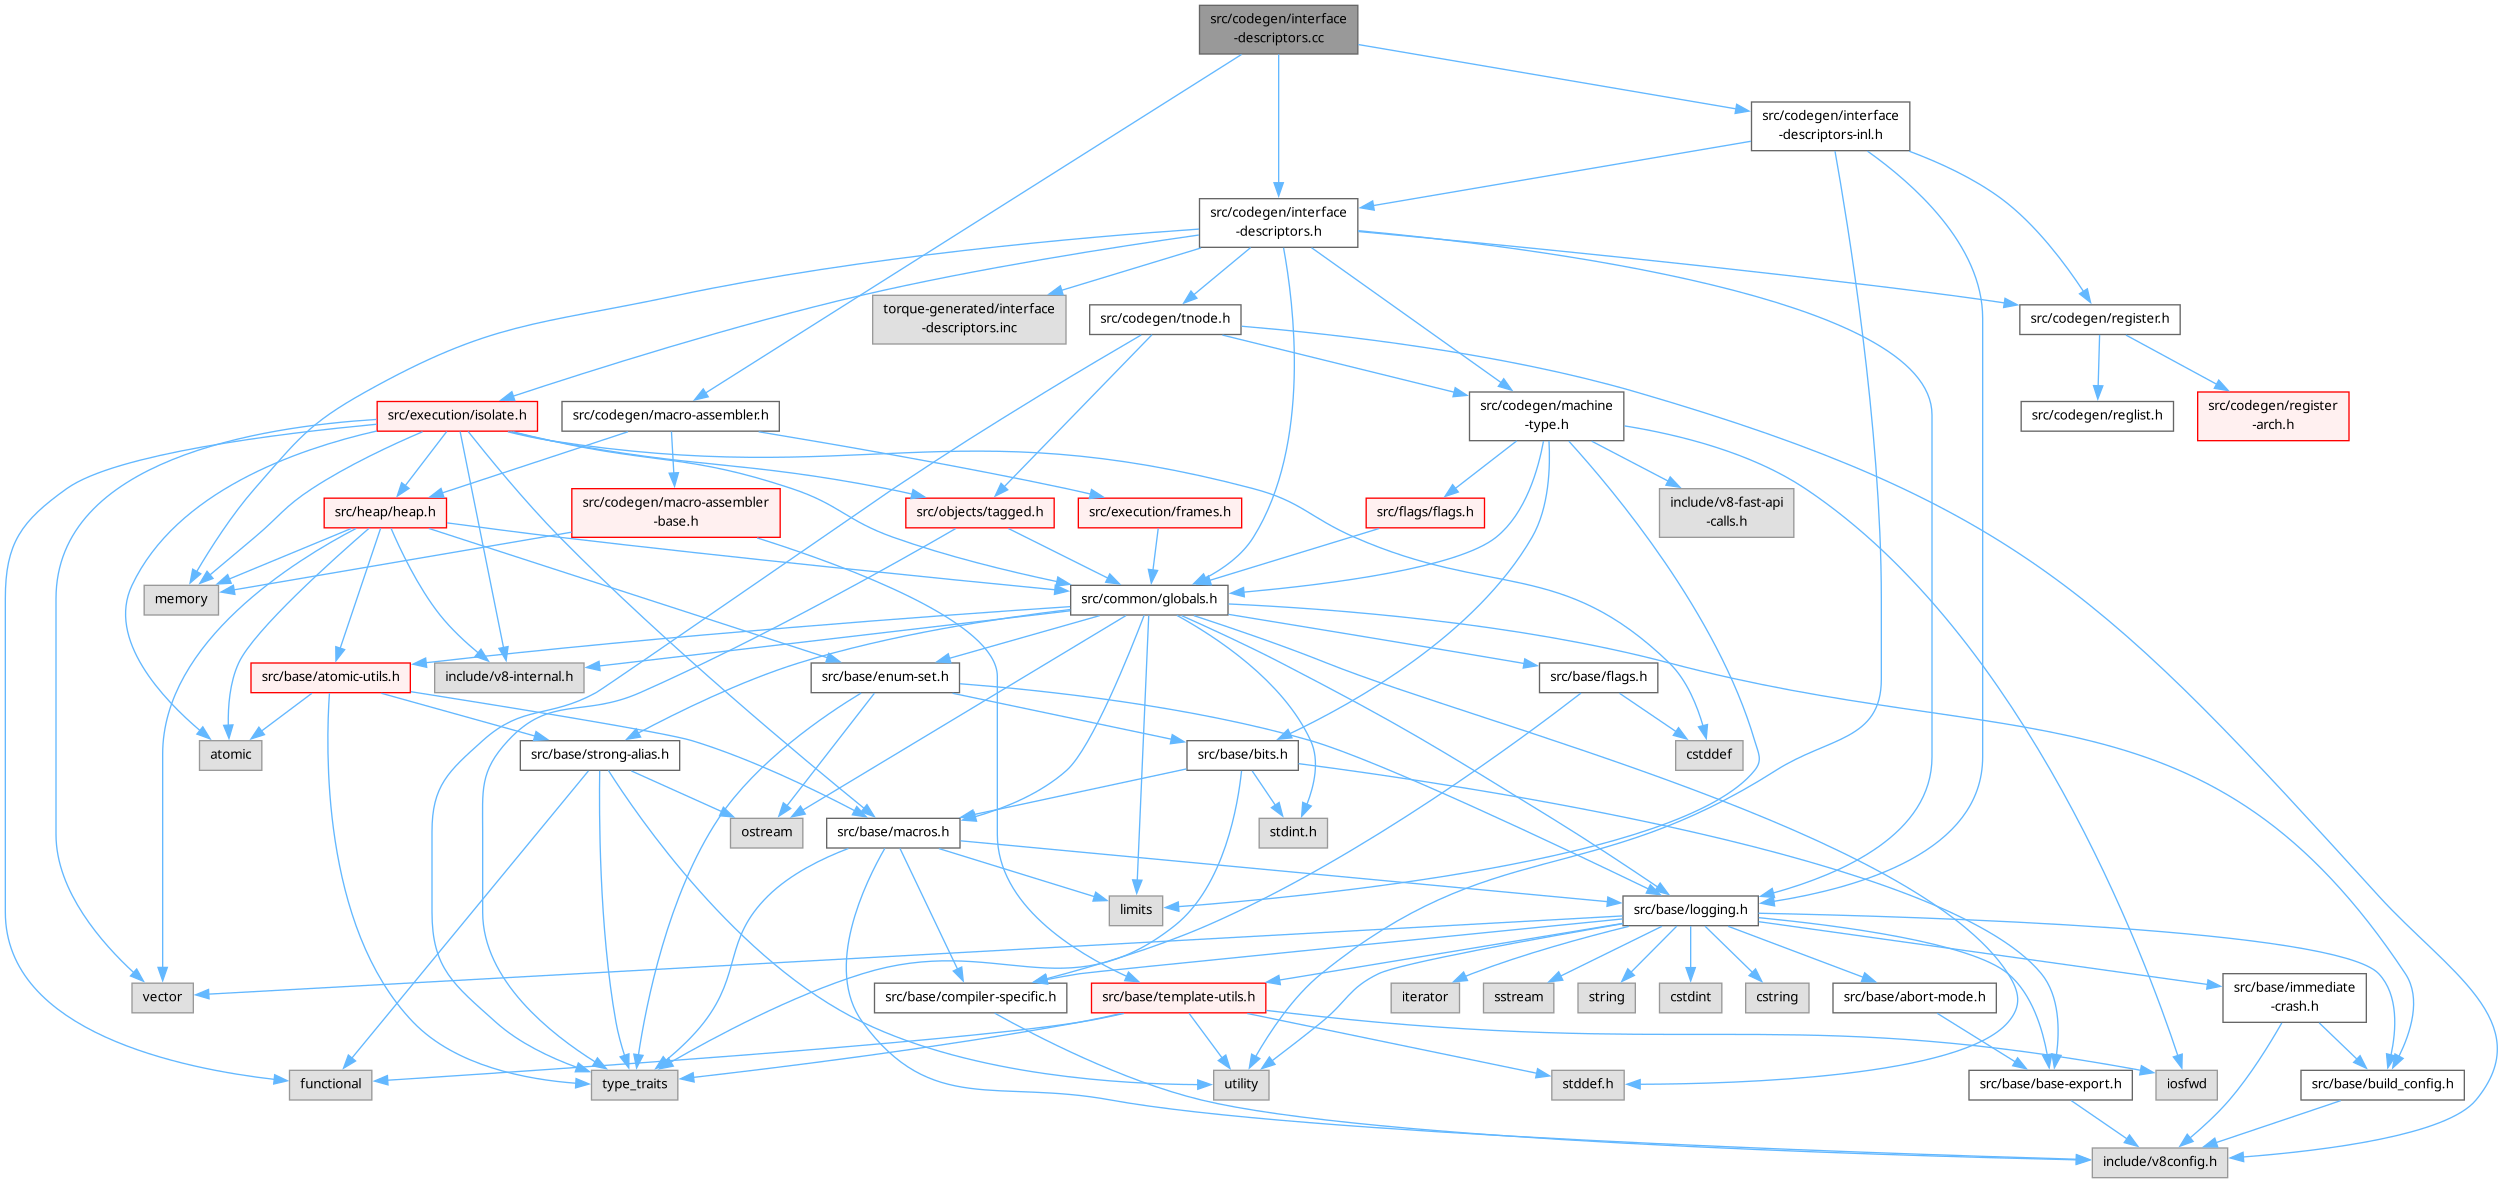 src/codegen/interface
-descriptors.cc
src/codegen/interface
-descriptors-inl.h
src/codegen/interface
-descriptors.h
torque-generated/interface
-descriptors.inc
src/codegen/tnode.h
src/codegen/register.h
src/execution/isolate.h
src/codegen/macro-assembler.h
src/codegen/machine
-type.h
src/codegen/reglist.h
src/codegen/register
-arch.h
src/heap/heap.h
src/codegen/macro-assembler
-base.h
src/objects/tagged.h
src/execution/frames.h
src/flags/flags.h
include/v8-fast-api
-calls.h
memory
src/common/globals.h
src/base/atomic-utils.h
include/v8-internal.h
src/base/enum-set.h
src/base/flags.h
atomic
src/base/strong-alias.h
src/base/bits.h
cstddef
ostream
src/base/macros.h
stdint.h
limits
src/base/logging.h
vector
src/base/compiler-specific.h
src/base/template-utils.h
iterator
sstream
string
cstdint
cstring
src/base/abort-mode.h
src/base/immediate
-crash.h
functional
type_traits
utility
stddef.h
src/base/base-export.h
iosfwd
src/base/build_config.h
include/v8config.h